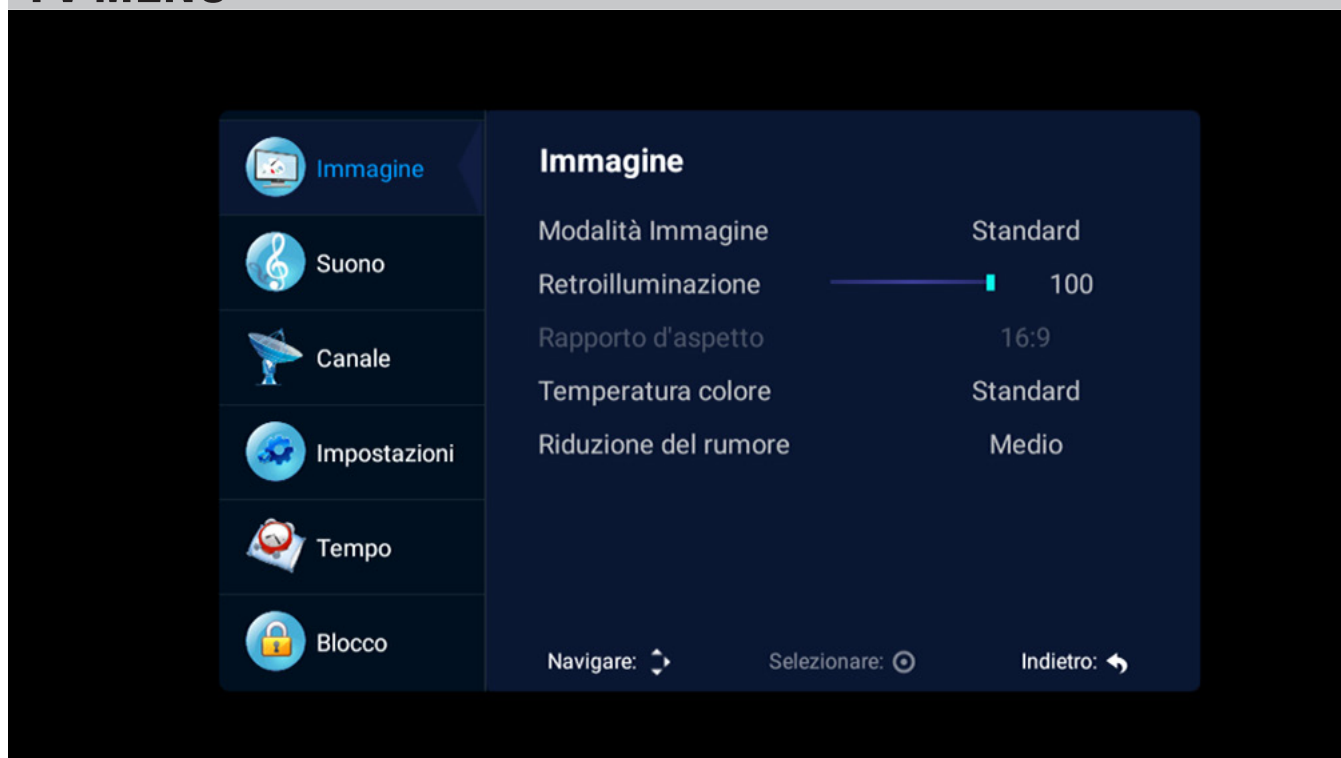 Immagine
Suono
Canale
Impostazioni
Tempo
Blocco
Immagine
Modalità Immagine Standard
Retroilluminazione 100
Rapporto d'aspetto 16:9
Temperatura colore Standard
Riduzione del rumore Medio
Navigare: Selezionare: Indietro: